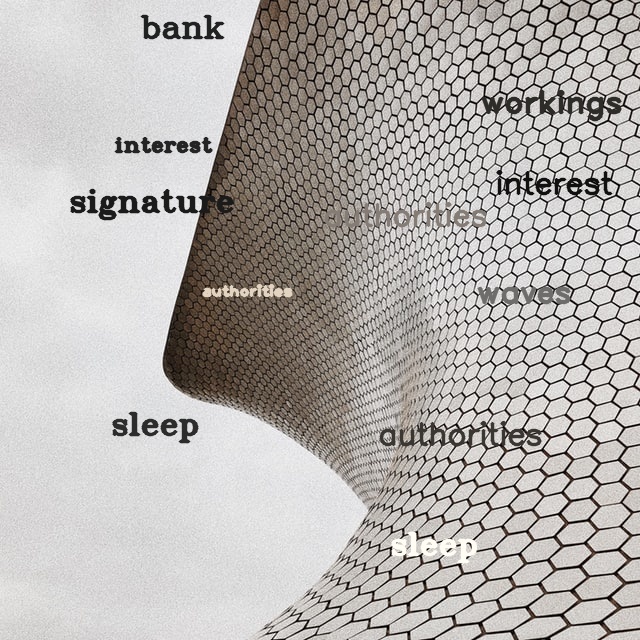 bank
workings
interest
interest
signature
authorities
authorities
waves
sleep
authorities
sleep